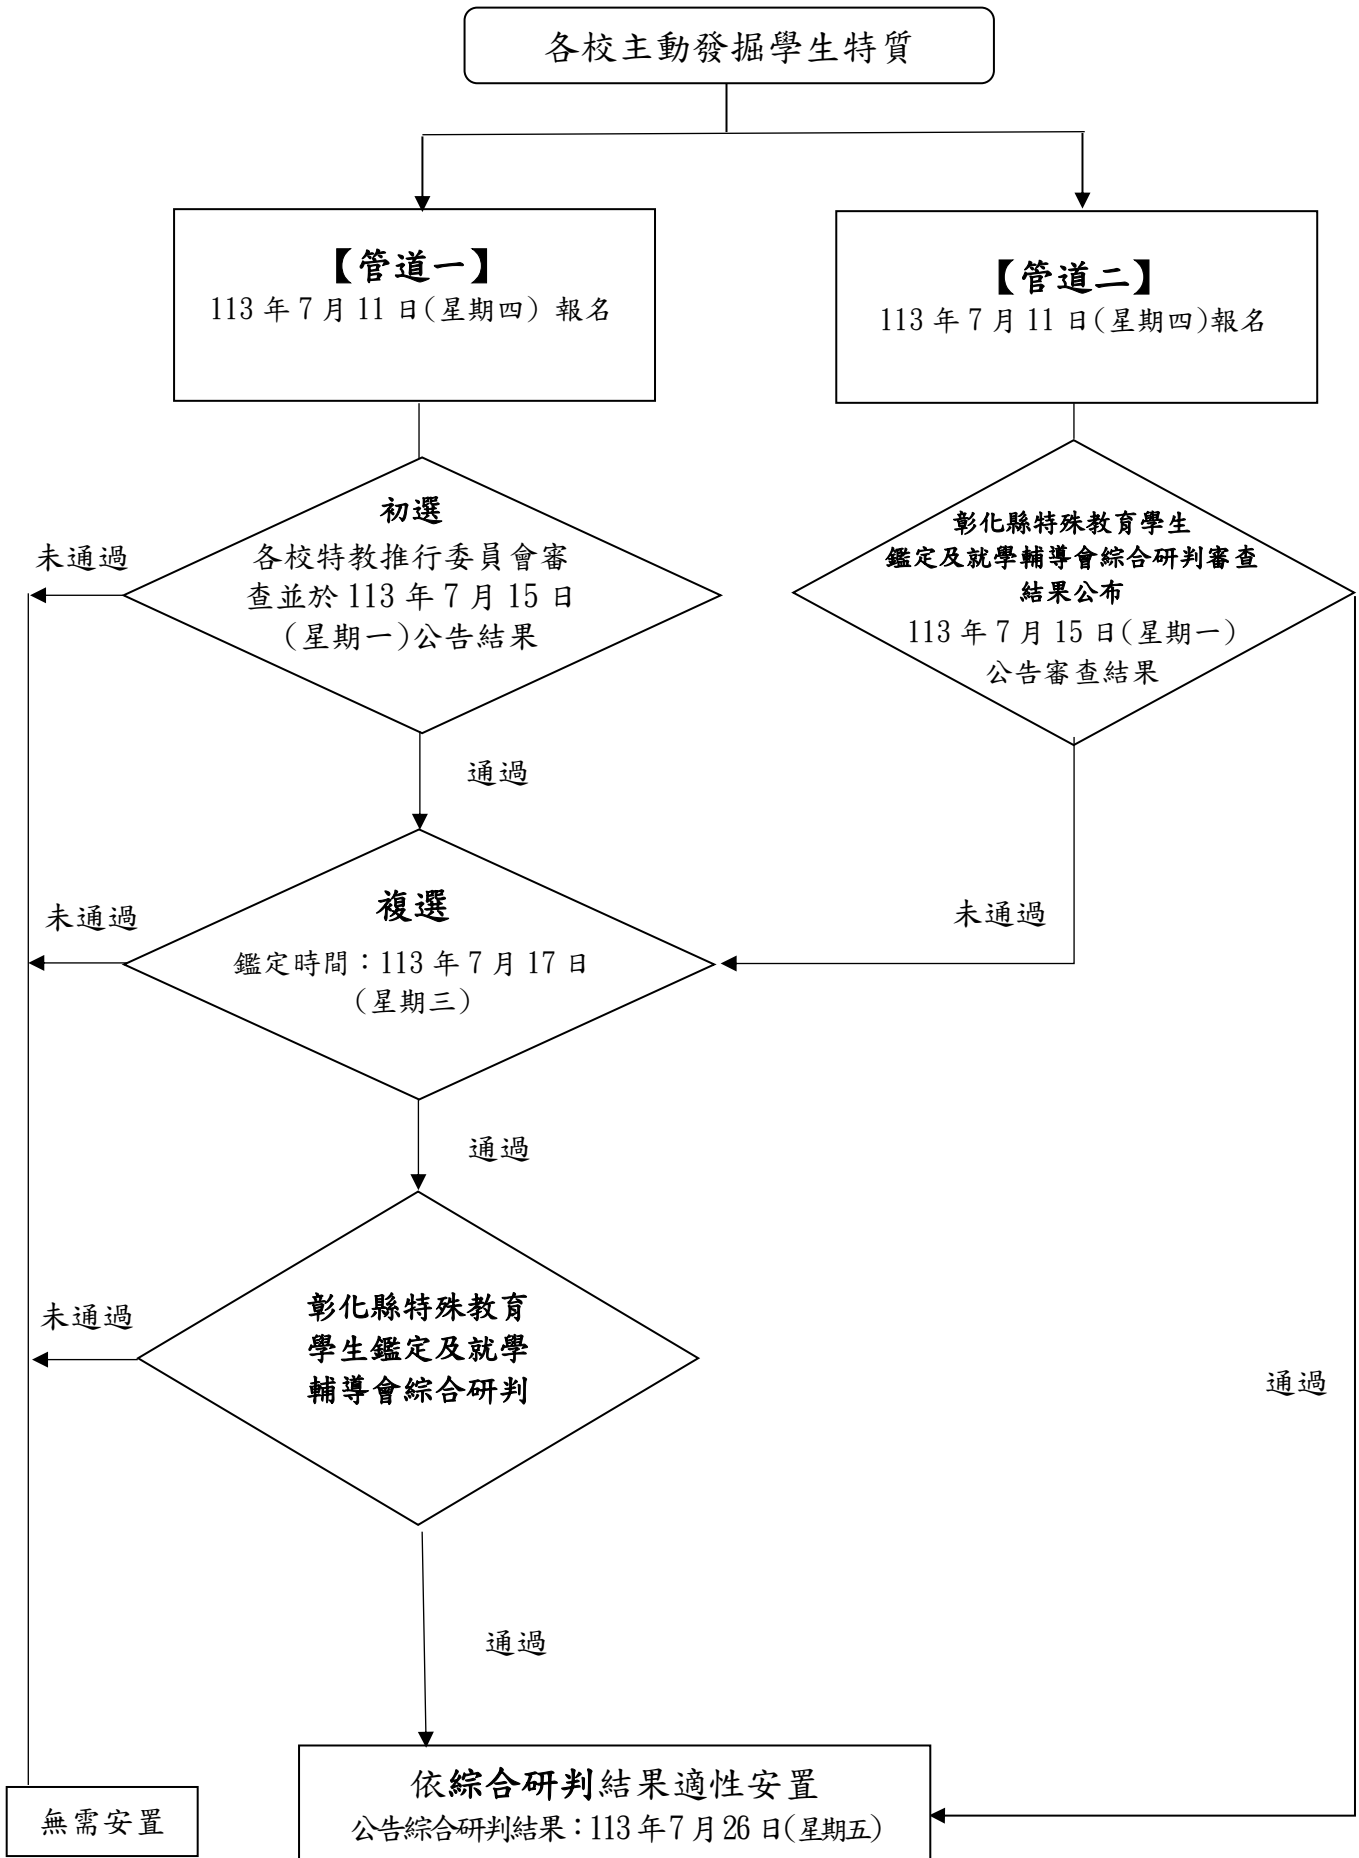 各校主動發掘學生特質
【管道一】
113 年 7 月 11 日(星期四) 報名
【管道二】
113 年 7 月 11 日(星期四)報名
初選
各校特教推行委員會審
查並於 113 年 7 月 15 日
(星期一)公告結果
未通過
彰化縣特殊教育學生
鑑定及就學輔導會綜合研判審查
結果公布
113 年 7 月 15 日(星期一)
公告審查結果
通過
複選
鑑定時間：113 年 7 月 17 日
(星期三)
未通過
未通過
通過
彰化縣特殊教育
學生鑑定及就學
輔導會綜合研判
未通過
通過
通過
無需安置
依綜合研判結果適性安置
公告綜合研判結果：113 年 7 月 26 日(星期五)